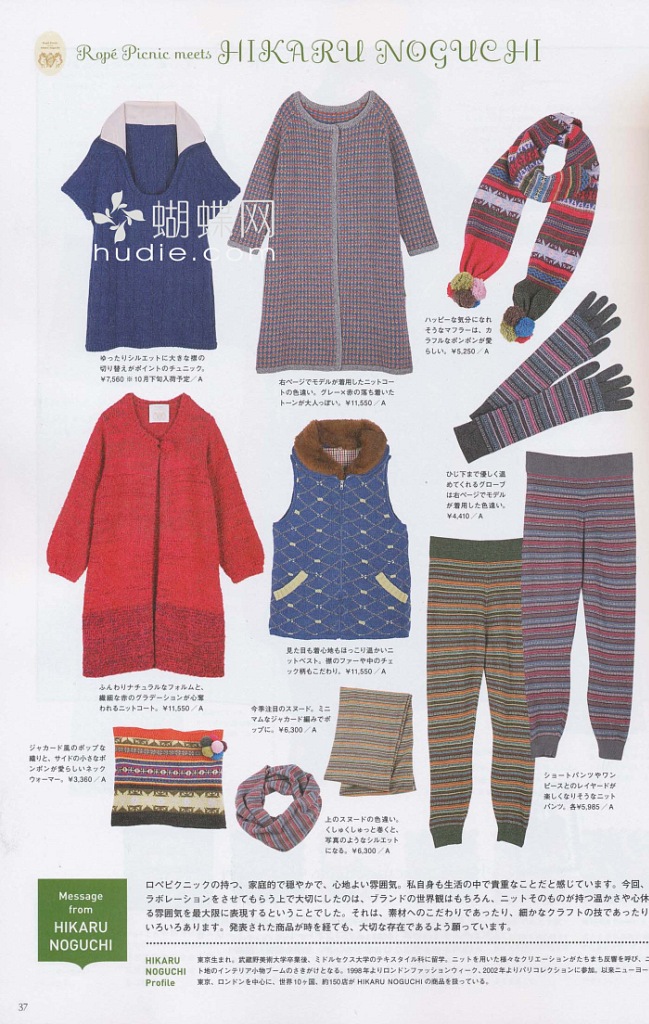 Ropé Picnic meets HIKARU NOGUCHI
蝴蝶网
hudie.com
ゆったりシルエットに大きな襟の
切り替えがポイントのチュニック。
¥7,560 ※10月下旬入荷予定／A
右ページでモデルが着用したニットコー
トの色違い。グレー×赤の落ち着いた
トーンが大人っぽい。¥11,550／A
ハッピーな気分になれ
そうなマフラーは、カ
ラフルなポンポンが愛
らしい。¥5,250／A
ひじ下まで優しく温
めてくれるグローブ
は右ページでモデル
が着用した色違い。
¥4,410／A
ふんわりナチュラルなフォルムと、
繊細な赤のグラデーションが心奪
われるニットコート。¥11,550／A
見た目も着心地もほっこり温かいニ
ットベスト。襟のファーや中のチェ
ック柄もこだわり。¥11,550／A
今季注目のスヌード。ミニ
マムなジャカード編みでポ
ップに。¥6,300／A
ジャカード風のポップな
織りと、サイドの小さなポ
ンポンが愛らしいネック
ウォーマー。¥3,360／A
上のスヌードの色違い。
くしゅくしゅっと巻くと、
写真のようなシルエット
になる。¥6,300／A
ショートパンツやワン
ピースとのレイヤードが
楽しくなりそうなニット
パンツ。各¥5,985／A
Message
from
HIKARU
NOGUCHI
ロペピクニックの持つ、家庭的で穏やかで、心地よい雰囲気。私自身も生活の中で貴重なことだと感じています。今回、
ラボレーションをさせてもらう上で大切にしたのは、ブランドの世界観はもちろん、ニットそのものが持つ温かさや心休
る雰囲気を最大限に表現するということでした。それは、素材へのこだわりであったり、細かなクラフトの技であったり
いろいろあります。発表された商品が時を経ても、大切な存在であるよう願っています。
HIKARU
NOGUCHI
Profile
東京生まれ。武蔵野美術大学卒業後、ミドルセックス大学のテキスタイル科に留学。ニットを用いた様々なクリエーションがたちまち反響を呼び、ニ
ト地のインテリア小物ブームのさきがけとなる。1998年よりロンドンファッションウィーク、2002年よりパリコレクションに参加。以来ニューヨー
東京、ロンドンを中心に、世界10ヶ国、約150店が HIKARU NOGUCHI の商品を扱っている。
37